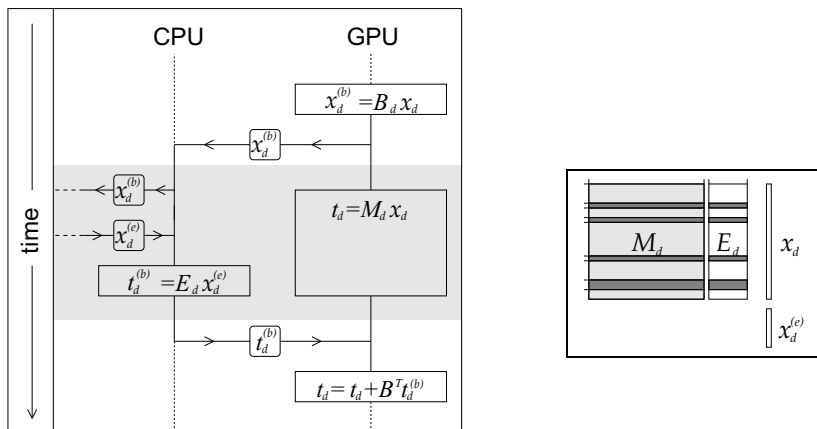 CPU GPU
x_d^{(b)} = B_d x_d
x_d^{(b)}
x_d^{(b)}
t_d = M_d x_d
x_d^{(e)}
t_d^{(b)} = E_d x_d^{(e)}
t_d^{(b)}
t_d = t_d + B^T t_d^{(b)}
time
M_d E_d x_d
x_d^{(e)}